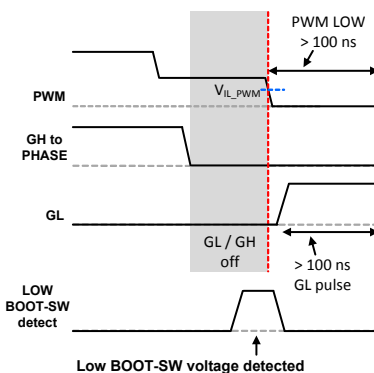 PWM LOW
> 100 ns
VIL_PWM
PWM
GH to
PHASE
GL
GL / GH
off
> 100 ns
GL pulse
LOW
BOOT-SW
detect
Low BOOT-SW voltage detected